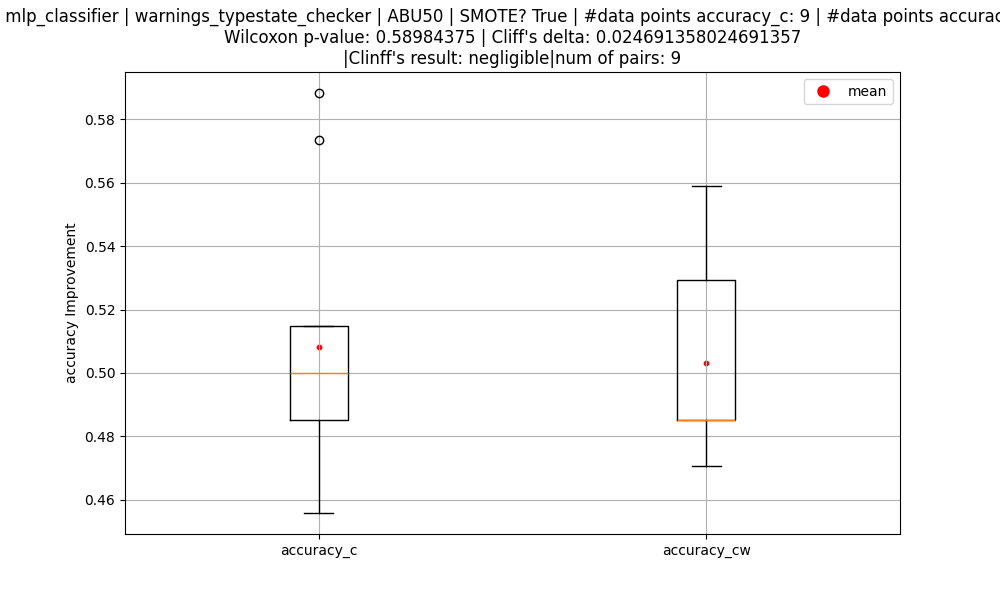 mlp_classifier | warnings_typestate_checker | ABU50 | SMOTE? True | #data points accuracy_c: 9 | #data points
Wilcoxon p-value: 0.58984375 | Cliff's delta: 0.024691358024691357
|Clinff's result: negligible|num of pairs: 9
mean
0.58
0.56
0.54
0.52
0.50
0.48
0.46
accuracy Improvement
accuracy_c
accuracy_cw